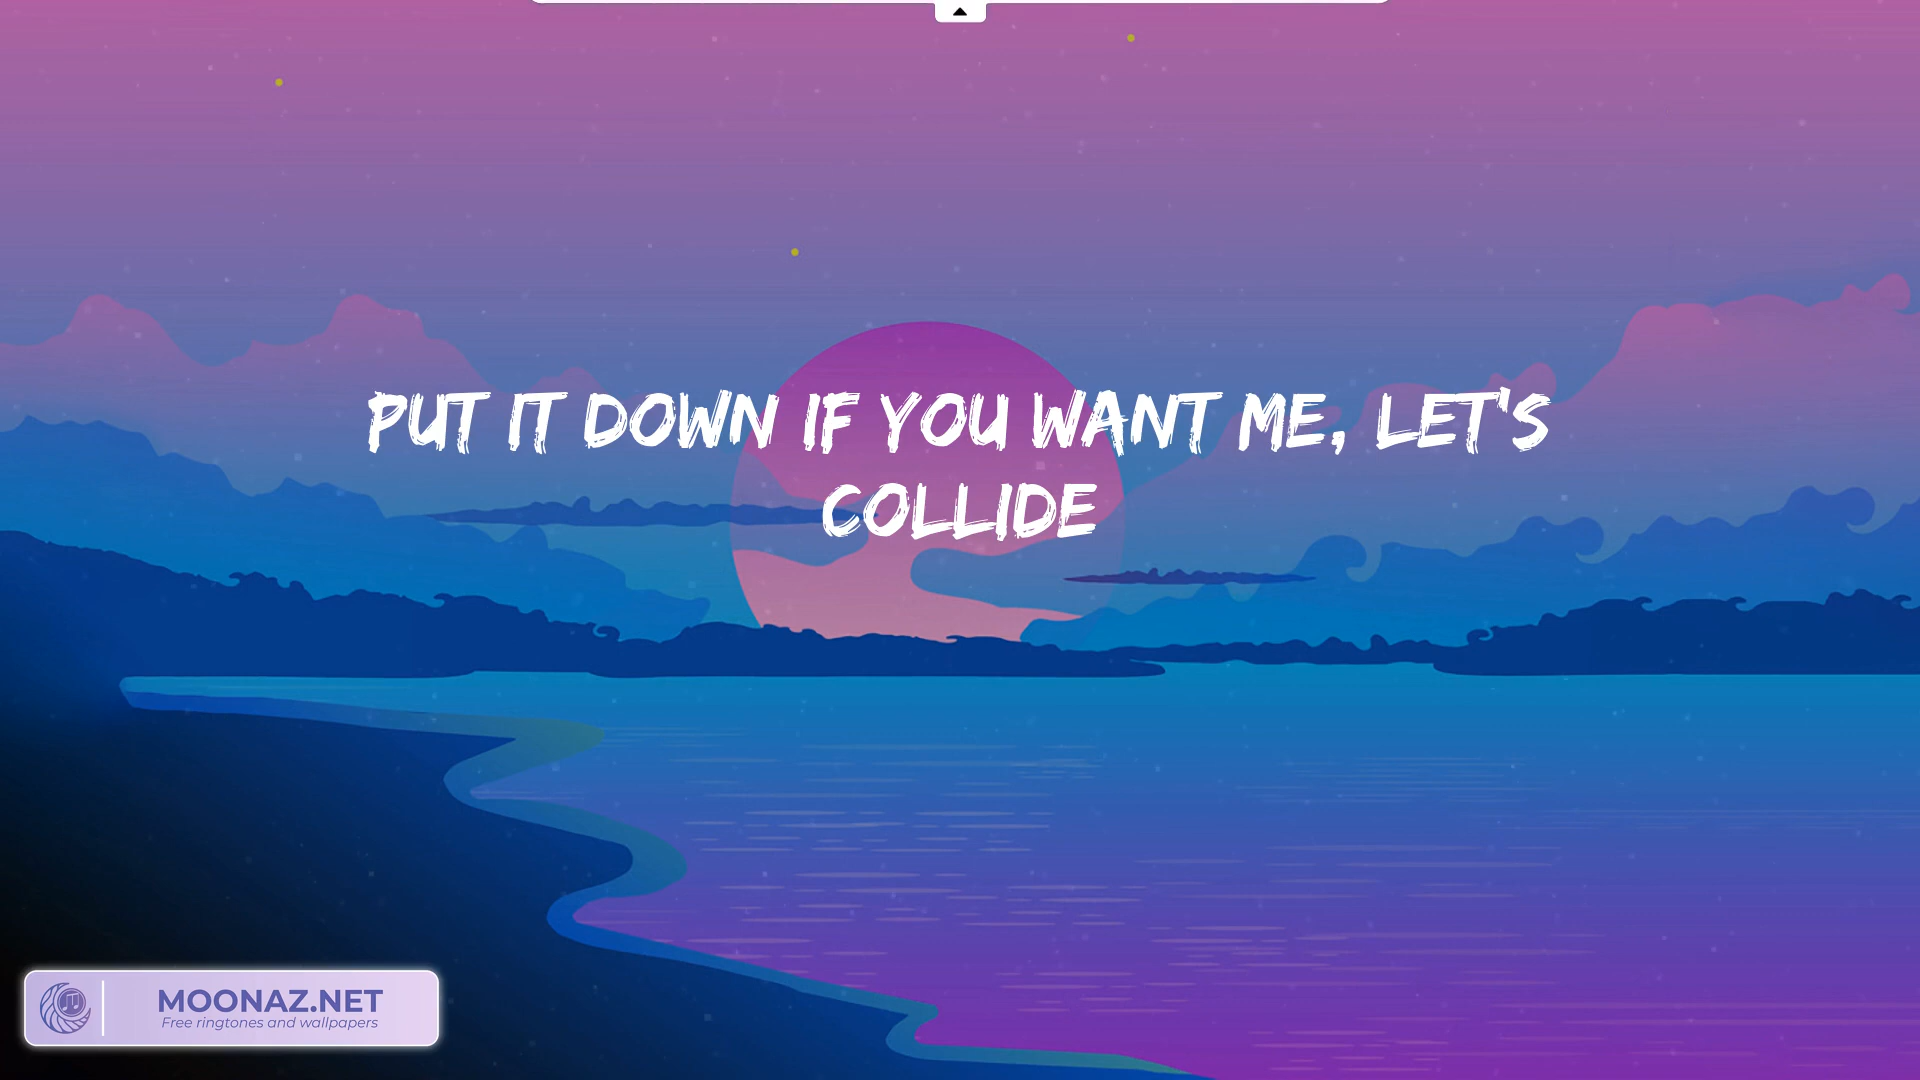 PUT IT DOWN IF YOU WANT ME, LET'S
COLLIDE
MOONAZ.NET
Free ringtones and wallpapers